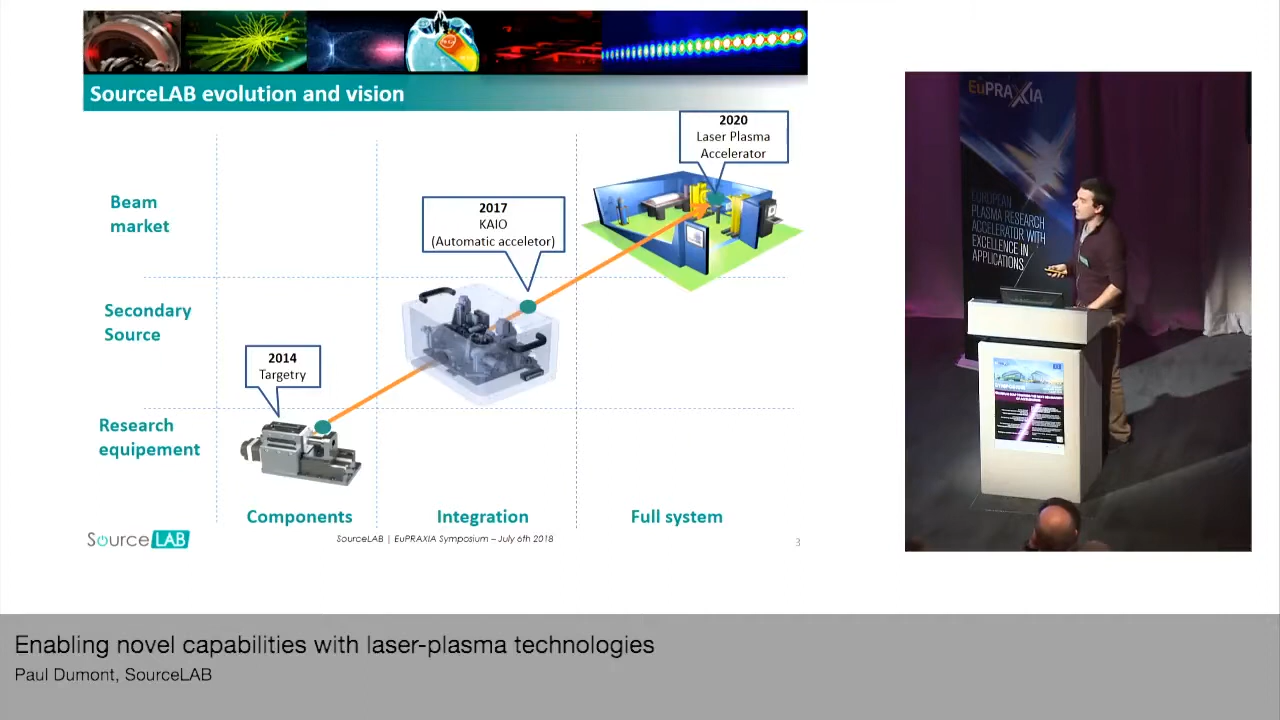 SourceLAB evolution and vision
2020
Laser Plasma
Accelerator
Beam
market
2017
KAIO
(Automatic acceletor)
Secondary
Source
2014
Targetry
Research
equipement
Components
Integration
Full system
SourceLAB
SourceLAB | EuPRAXIA Symposium – July 6th 2018
3
EuPRAXIA
EUROPEAN
PLASMA RESEARCH
ACCELERATOR WITH
EXCELLENCE IN
APPLICATIONS
SYMPOSIUM
Enabling novel capabilities with laser-plasma technologies
Paul Dumont, SourceLAB